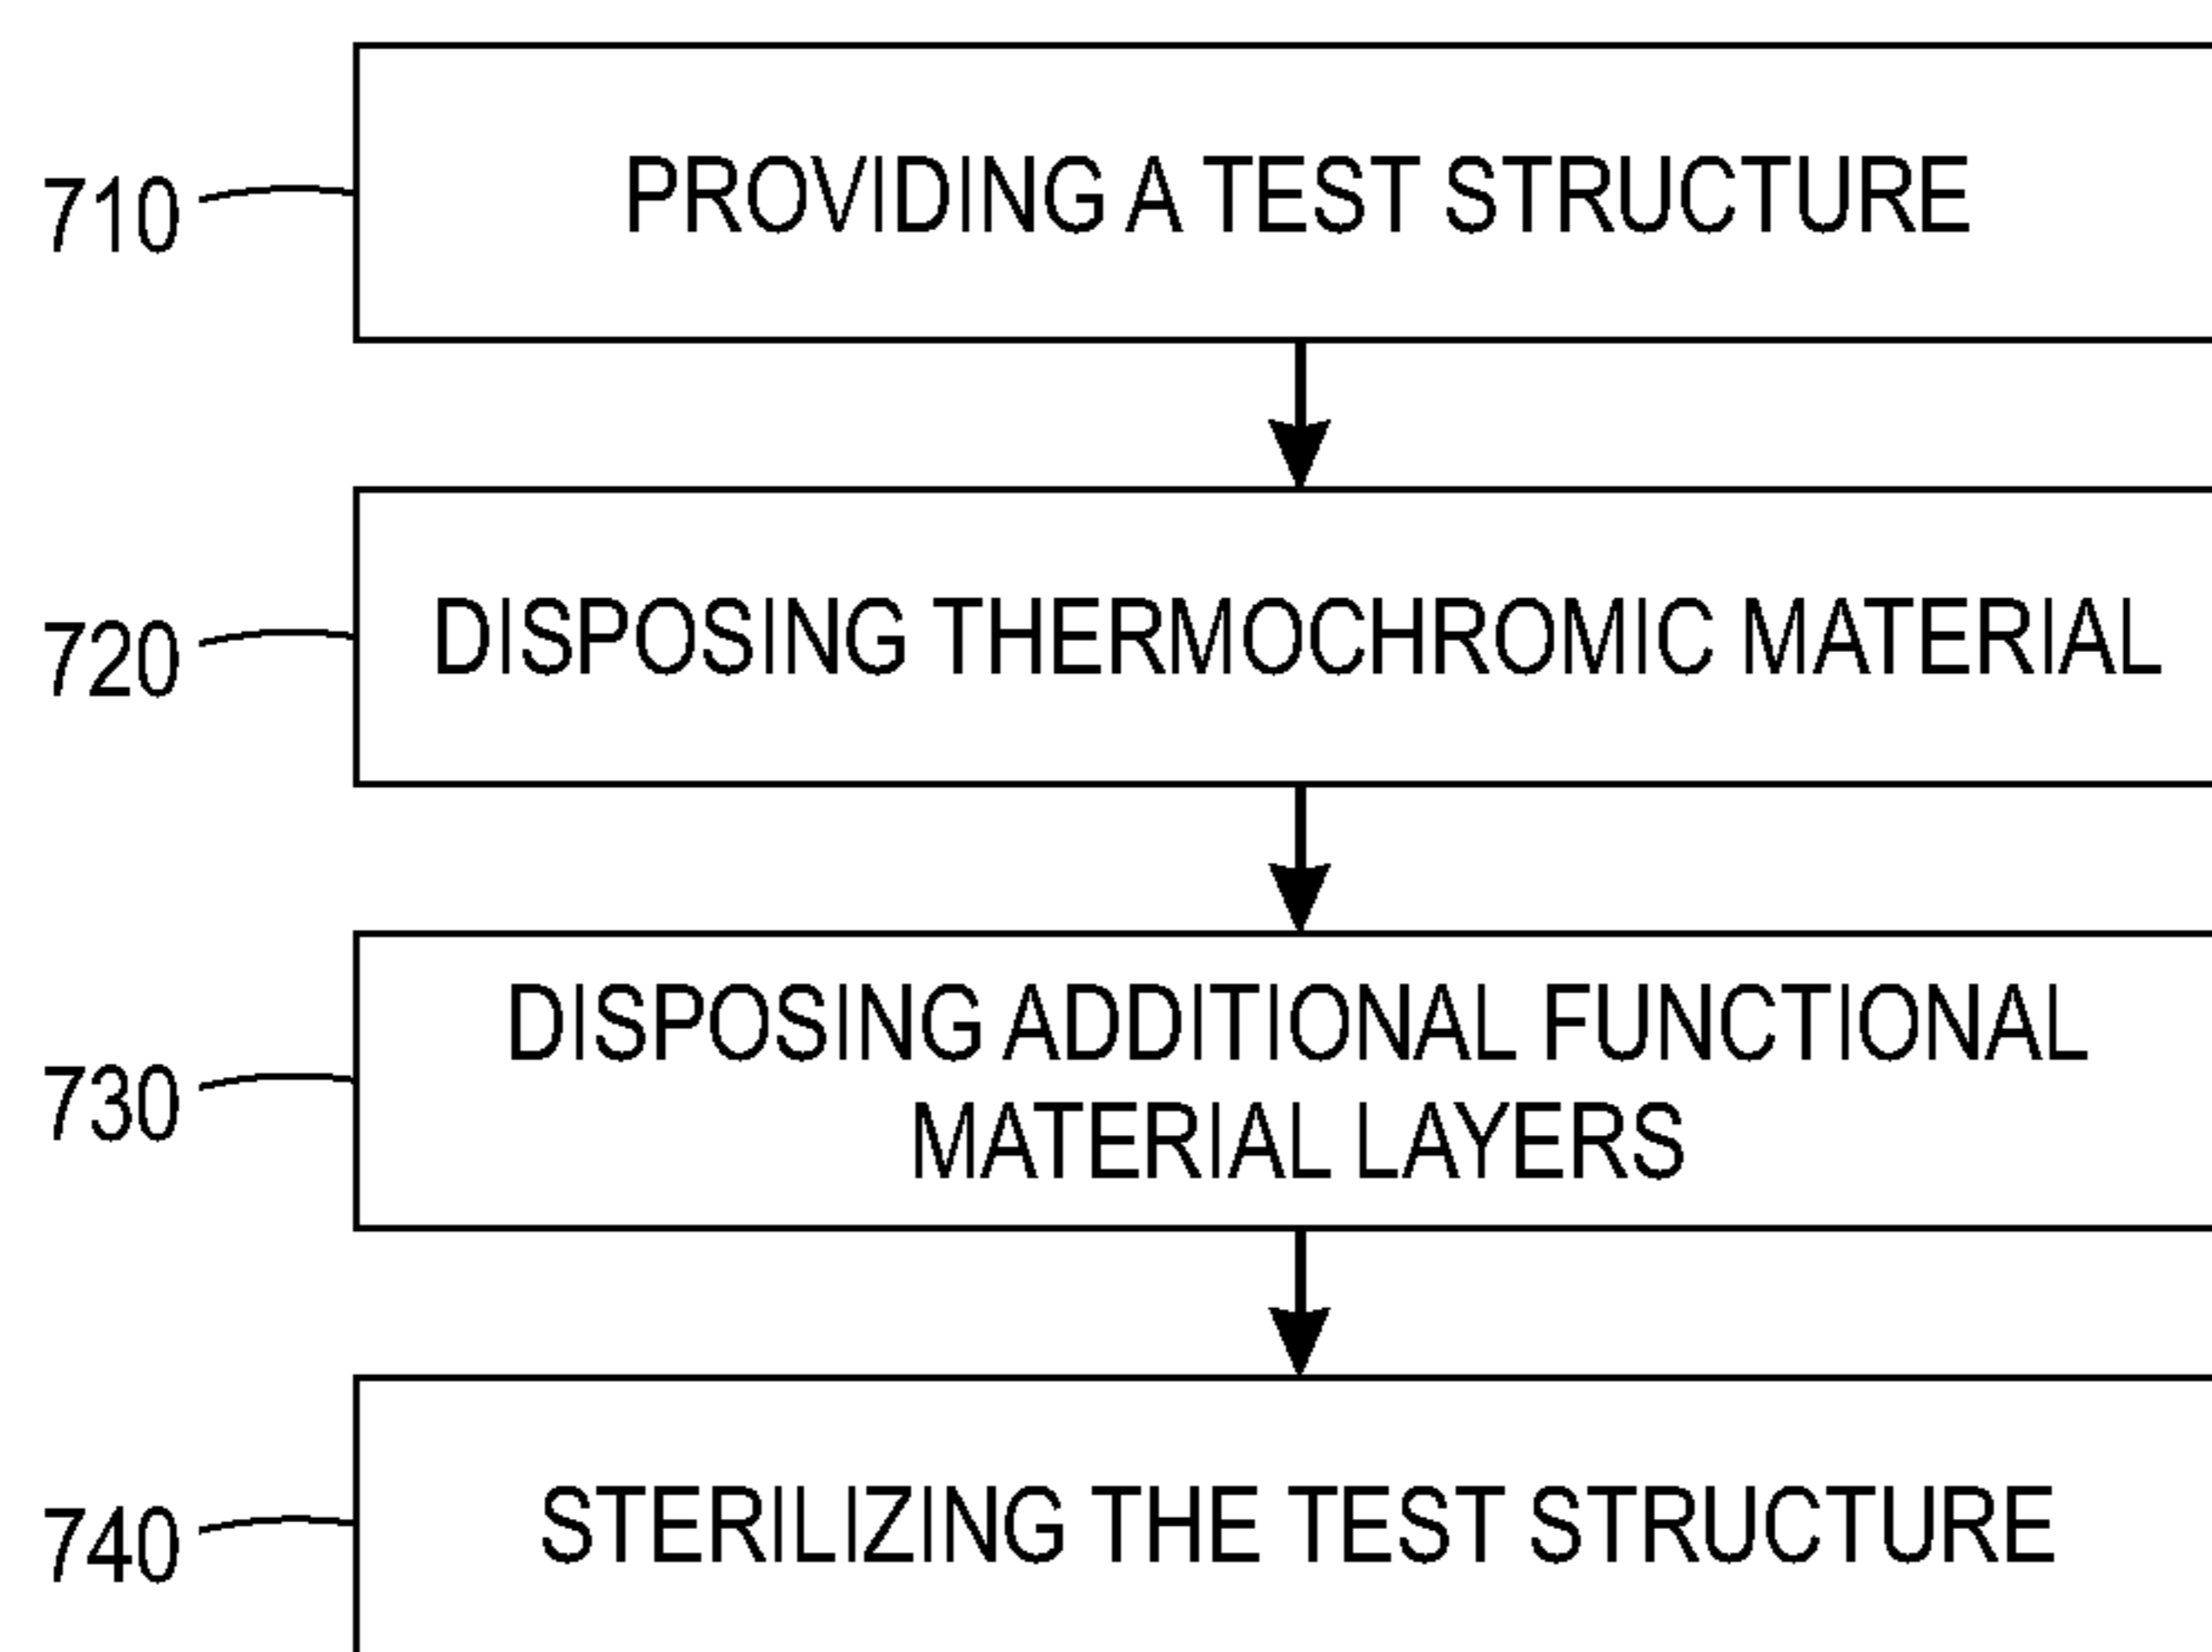 710
PROVIDING A TEST STRUCTURE
720
DISPOSING THERMOCHROMIC MATERIAL
730
DISPOSING ADDITIONAL FUNCTIONAL
MATERIAL LAYERS
740
STERILIZING THE TEST STRUCTURE